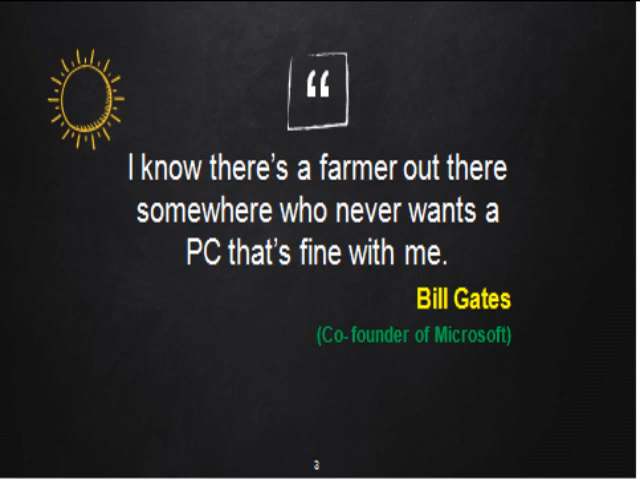 “
I know there’s a farmer out there
somewhere who never wants a
PC that’s fine with me.
Bill Gates
(Co-founder of Microsoft)
3